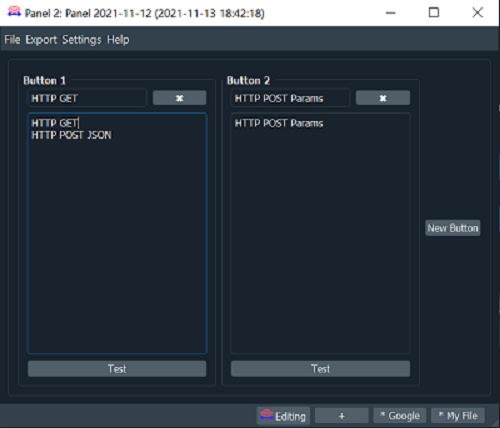 Panel 2: Panel 2021-11-12 (2021-11-13 18:42:18)
File Export Settings Help
Button 1
HTTP GET
HTTP GET
HTTP POST JSON
Test
Button 2
HTTP POST Params
HTTP POST Params
Test
New Button
Editing
+
* Google
* My File